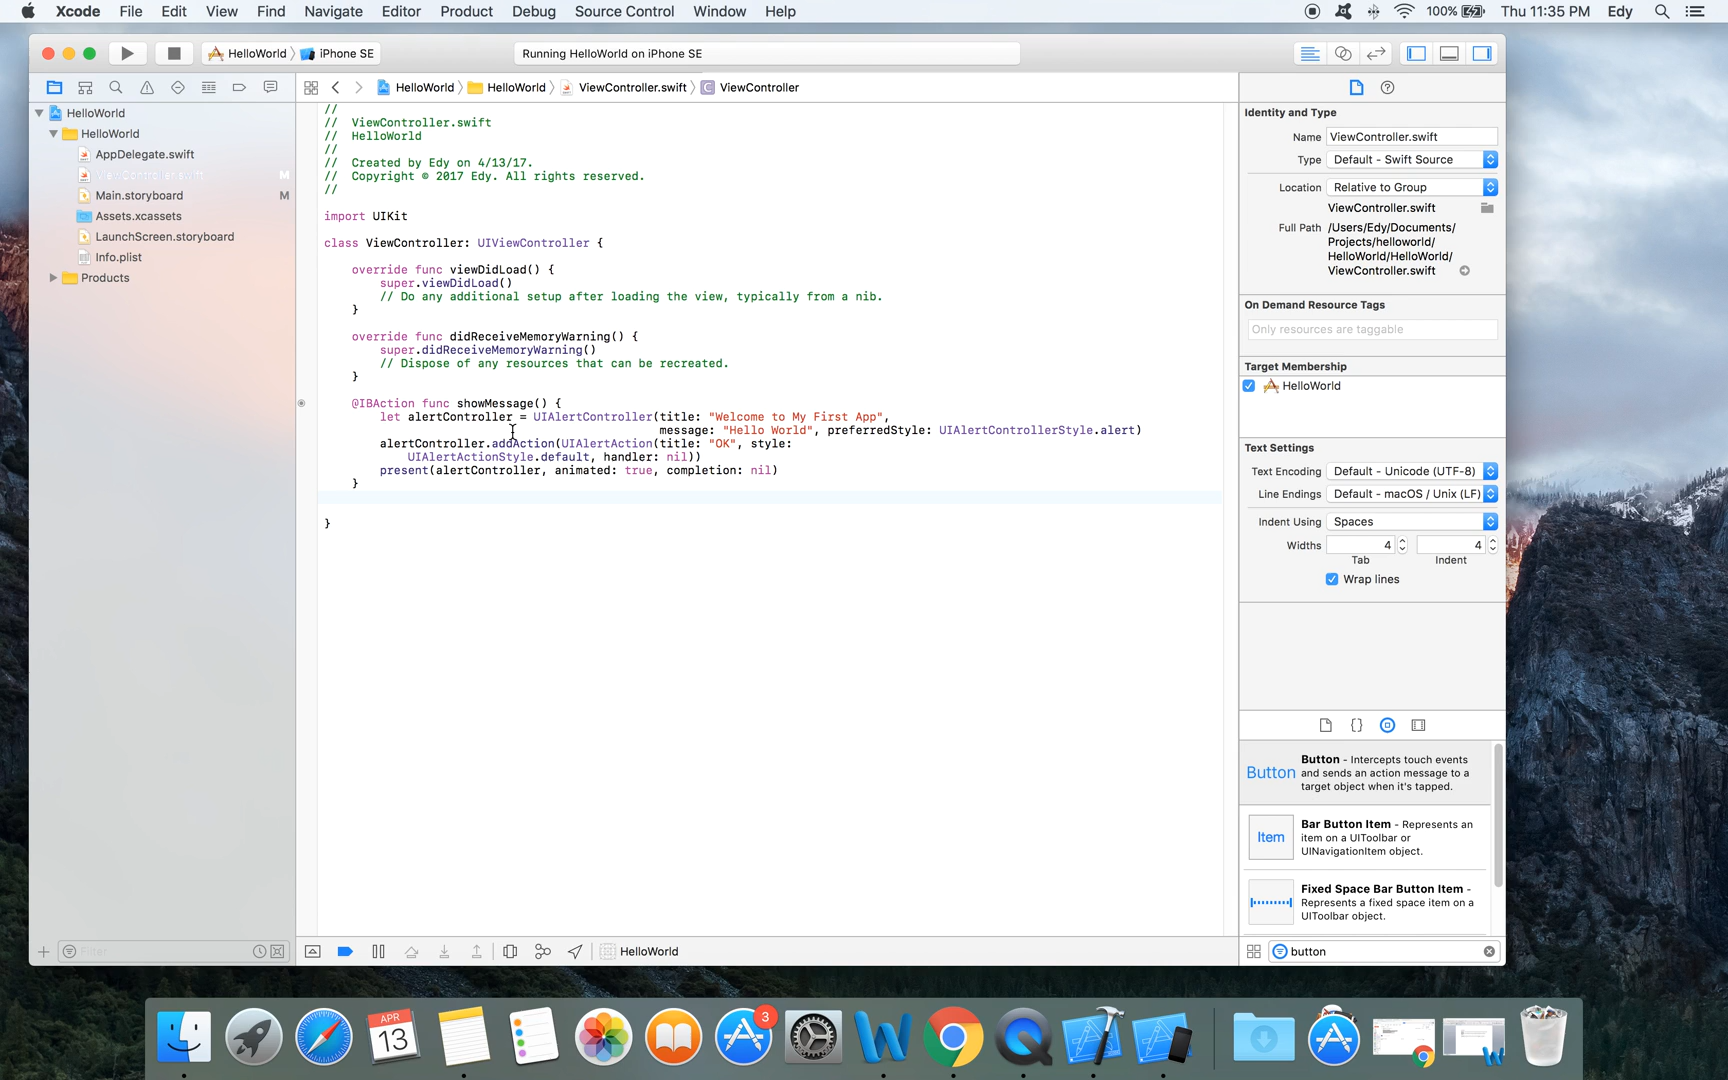 Xcode File Edit View Find Navigate Editor Product Debug Source Control Window Help 100% Thu 11:35 PM Edy
HelloWorld iPhone SE
Running HelloWorld on iPhone SE
HelloWorld HelloWorld ViewController.swift ViewController
HelloWorld
HelloWorld
AppDelegate.swift
ViewController.swift M
Main.storyboard M
Assets.xcassets
LaunchScreen.storyboard
Info.plist
Products
Filter
//
// ViewController.swift
// HelloWorld
//
// Created by Edy on 4/13/17.
// Copyright © 2017 Edy. All rights reserved.
//
import UIKit
class ViewController: UIViewController {
override func viewDidLoad() {
super.viewDidLoad()
// Do any additional setup after loading the view, typically from a nib.
}
override func didReceiveMemoryWarning() {
super.didReceiveMemoryWarning()
// Dispose of any resources that can be recreated.
}
@IBAction func showMessage() {
let alertController = UIAlertController(title: "Welcome to My First App",
message: "Hello World", preferredStyle: UIAlertControllerStyle.alert)
alertController.addAction(UIAlertAction(title: "OK", style:
UIAlertActionStyle.default, handler: nil))
present(alertController, animated: true, completion: nil)
}
}
HelloWorld
Identity and Type
Name ViewController.swift
Type Default - Swift Source
Location Relative to Group
ViewController.swift
Full Path /Users/Edy/Documents/
Projects/helloworld/
HelloWorld/HelloWorld/
ViewController.swift
On Demand Resource Tags
Only resources are taggable
Target Membership
HelloWorld
Text Settings
Text Encoding Default - Unicode (UTF-8)
Line Endings Default - macOS / Unix (LF)
Indent Using Spaces
Widths 4 4
Tab Indent
Wrap lines
{}
Button Button - Intercepts touch events
and sends an action message to a
target object when it's tapped.
Item Bar Button Item - Represents an
item on a UIToolbar or
UINavigationItem object.
Fixed Space Bar Button Item -
Represents a fixed space item on a
UIToolbar object.
button
APR
13
3